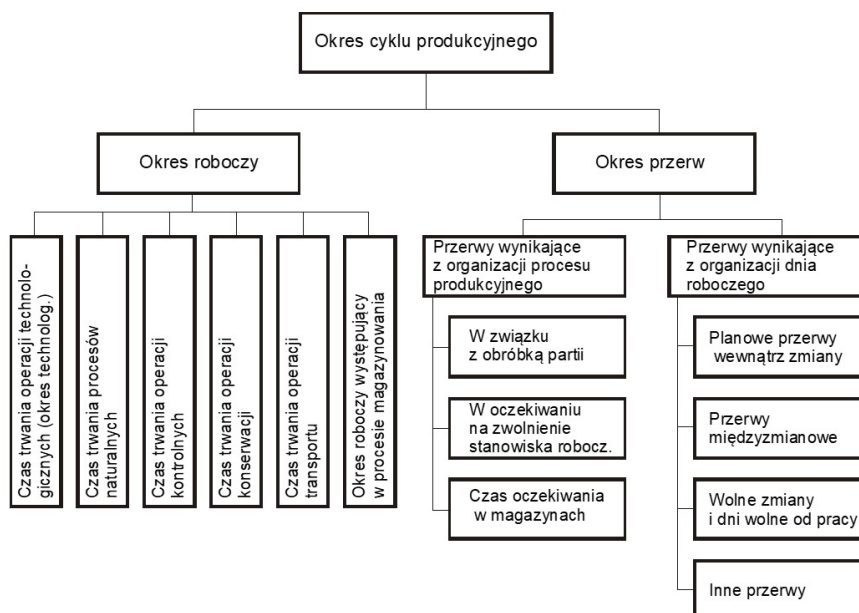 Okres cyklu produkcyjnego
Okres roboczy
Okres przerw
Czas trwania operacji technolo-
gicznych (okres technolog.)
Czas trwania procesów
naturalnych
Czas trwania operacji
kontrolnych
Czas trwania operacji
konserwacji
Czas trwania operacji
transportu
Okres roboczy występujący
w procesie magazynowania
Przerwy wynikające
z organizacji procesu
produkcyjnego
W związku
z obróbką partii
W oczekiwaniu
na zwolnienie
stanowiska robocz.
Czas oczekiwania
w magazynach
Przerwy wynikające
z organizacji dnia
roboczego
Planowe przerwy
wewnątrz zmiany
Przerwy
międzyzmianowe
Wolne zmiany
i dni wolne od pracy
Inne przerwy